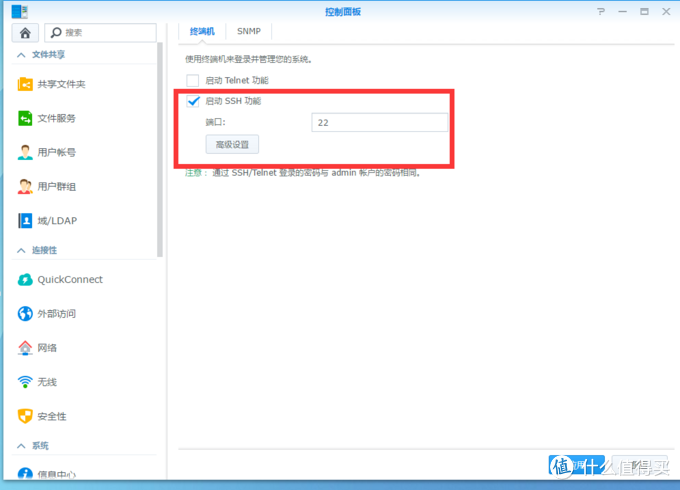 控制面板
搜索
文件共享
共享文件夹
文件服务
用户帐号
用户群组
域/LDAP
连接性
QuickConnect
外部访问
网络
无线
安全性
系统
信息中心
终端机 SNMP
使用终端机来登录并管理您的系统。
启动 Telnet 功能
启动 SSH 功能
端口: 22
高级设置
注意： 通过 SSH/Telnet 登录的密码与 admin 帐户的密码相同。
值 什么值得买